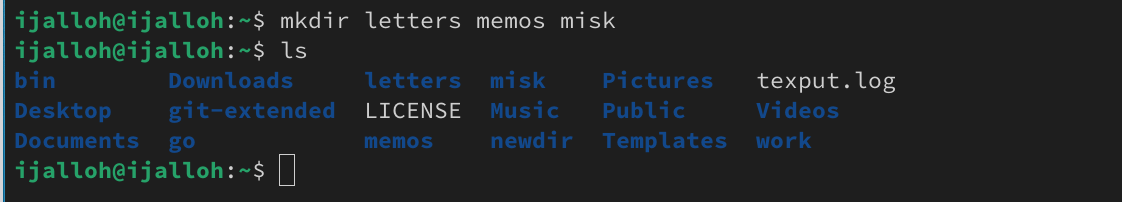 ijalloh@ijalloh:~$ mkdir letters memos misk
ijalloh@ijalloh:~$ ls
bin Downloads letters misk Pictures texput.log
Desktop git-extended LICENSE Music Public Videos
Documents go memos newdir Templates work
ijalloh@ijalloh:~$